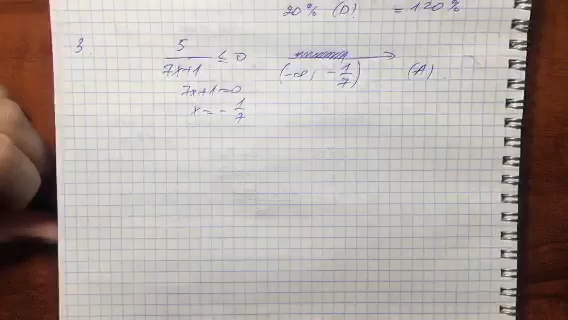 20% (D) = 120%
3. 5/(7x+1) ≤ 0 (-∞; -1/7) (A)
7x+1=0
x = -1/7